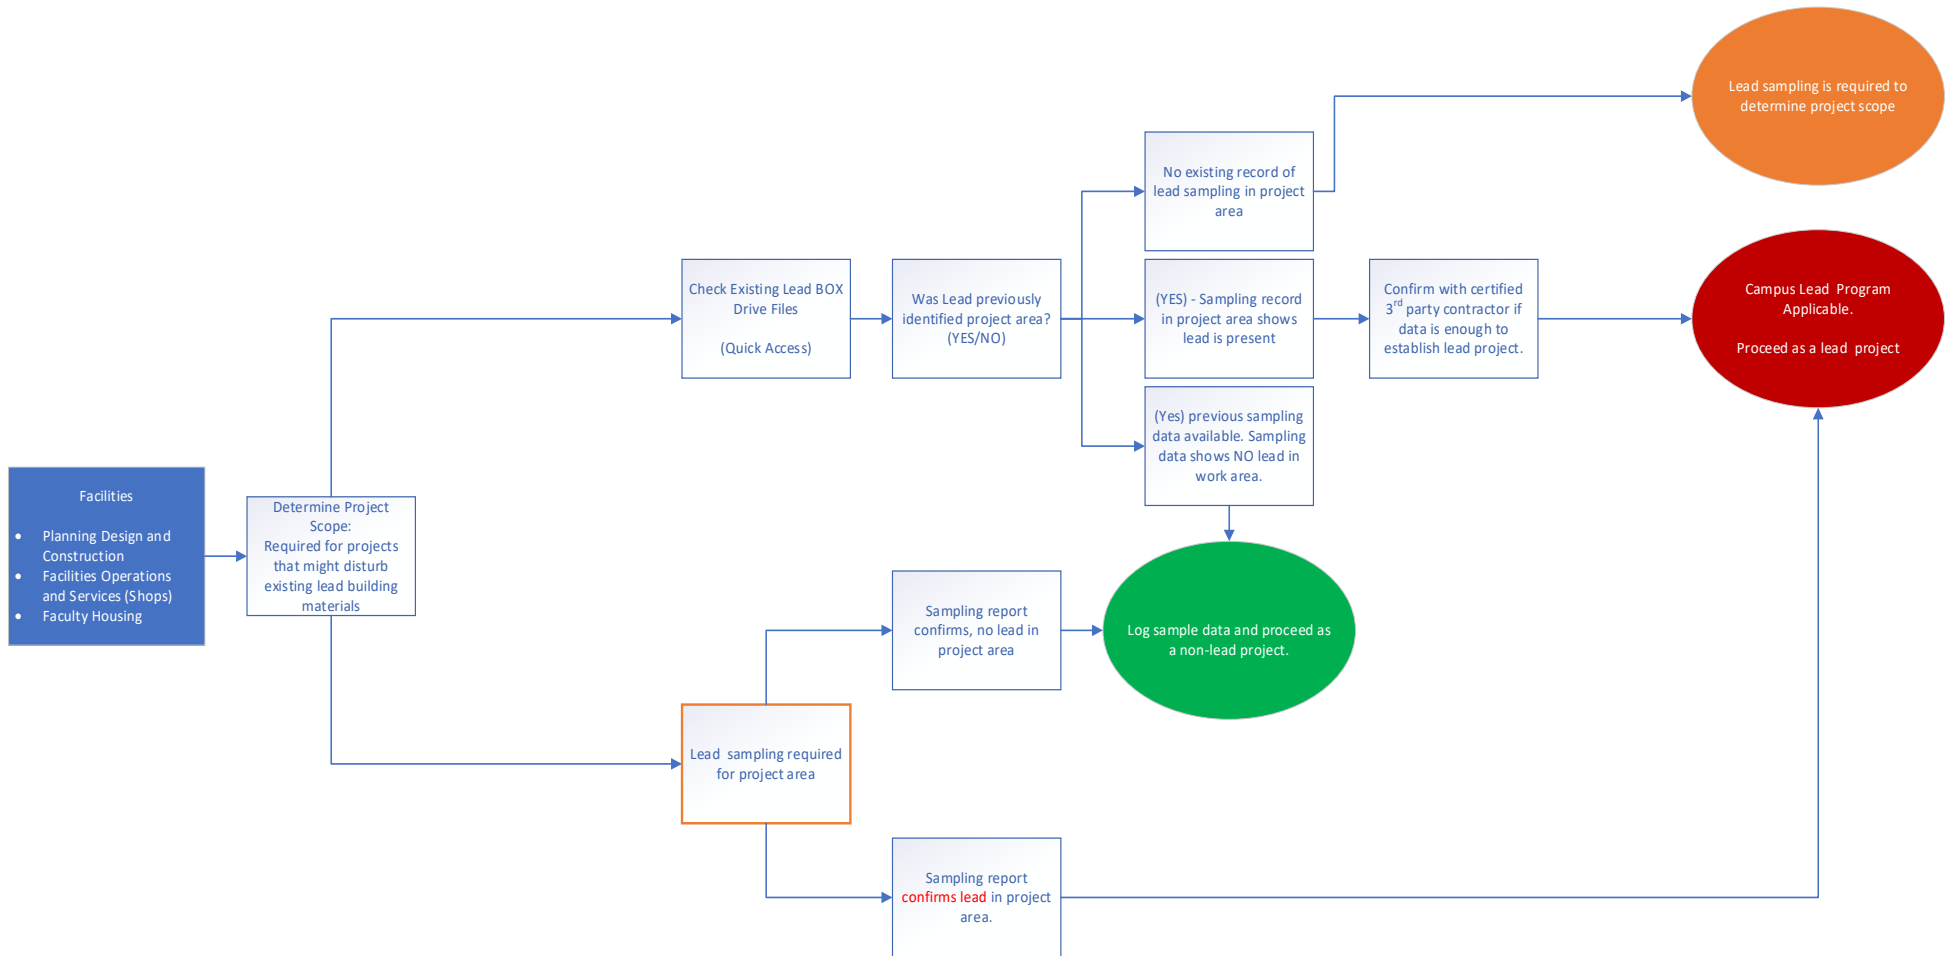 Facilities
• Planning Design and
Construction
• Facilities Operations
and Services (Shops)
• Faculty Housing
Determine Project
Scope:
Required for projects
that might disturb
existing lead building
materials
Check Existing Lead BOX
Drive Files
(Quick Access)
Was Lead previously
identified project area?
(YES/NO)
No existing record of
lead sampling in project
area
(YES) - Sampling record
in project area shows
lead is present
(Yes) previous sampling
data available. Sampling
data shows NO lead in
work area.
Confirm with certified
3rd party contractor if
data is enough to
establish lead project.
Lead sampling is required to
determine project scope
Campus Lead Program
Applicable.
Proceed as a lead project
Lead sampling required
for project area
Sampling report
confirms, no lead in
project area
Log sample data and proceed as
a non-lead project.
Sampling report
confirms lead in project
area.